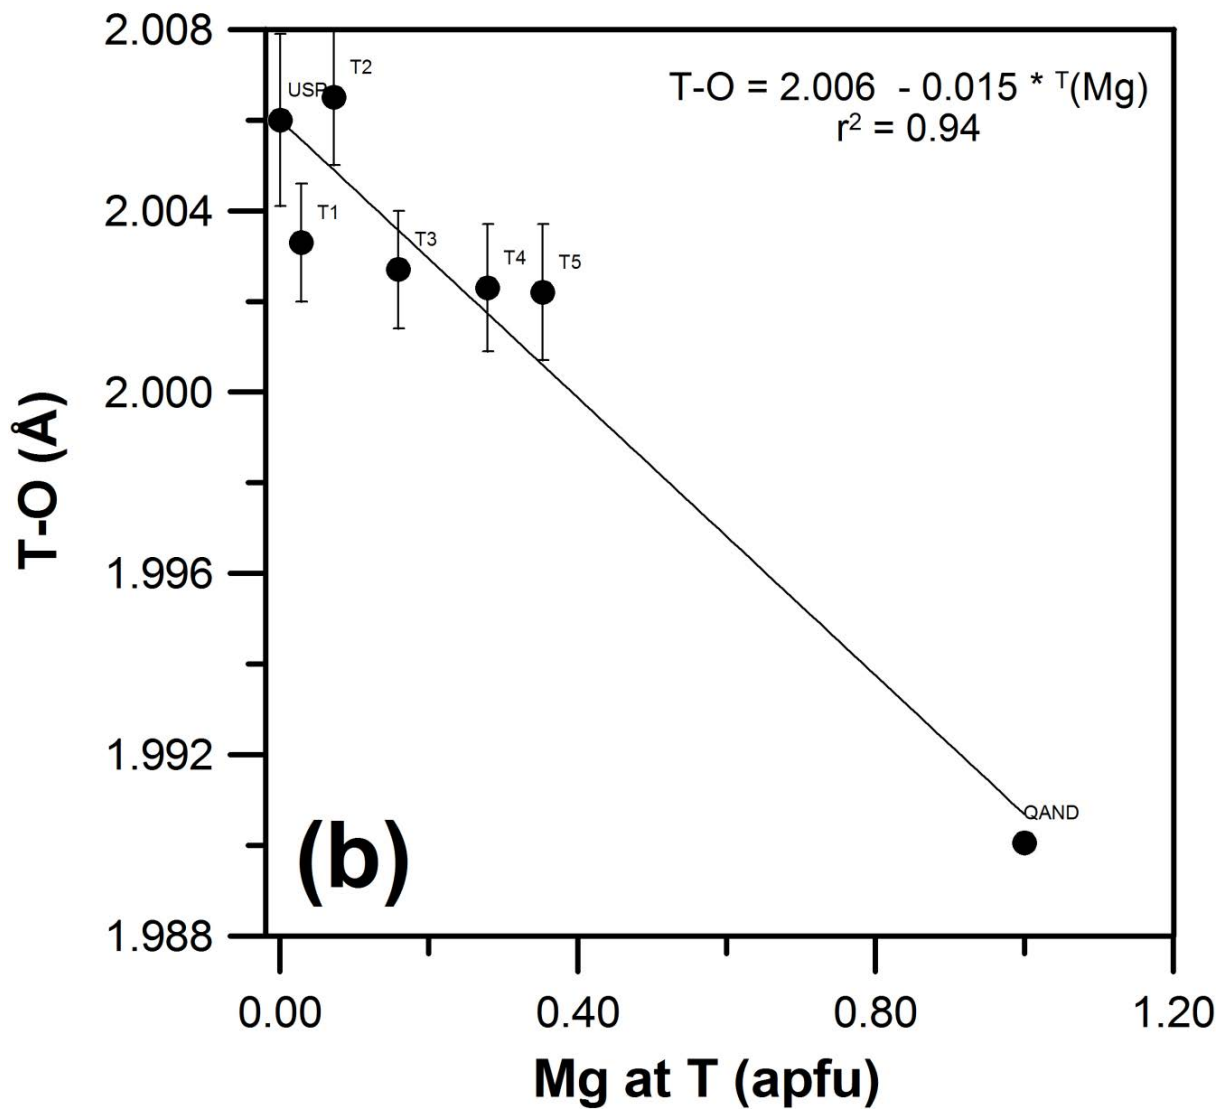 2.008
USP
T2
T-O = 2.006 - 0.015 * ᵀ(Mg)
r² = 0.94
2.004
T1
T3
T4
T5
2.000
T-O (Å)
1.996
1.992
QAND
(b)
1.988
0.00
0.40
0.80
1.20
Mg at T (apfu)